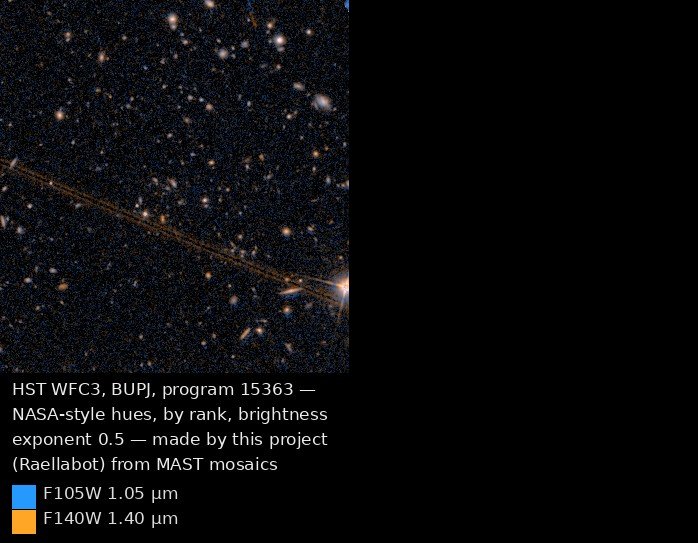 HST WFC3, BUPJ, program 15363 —
NASA-style hues, by rank, brightness
exponent 0.5 — made by this project
(Raellabot) from MAST mosaics
F105W 1.05 µm
F140W 1.40 µm